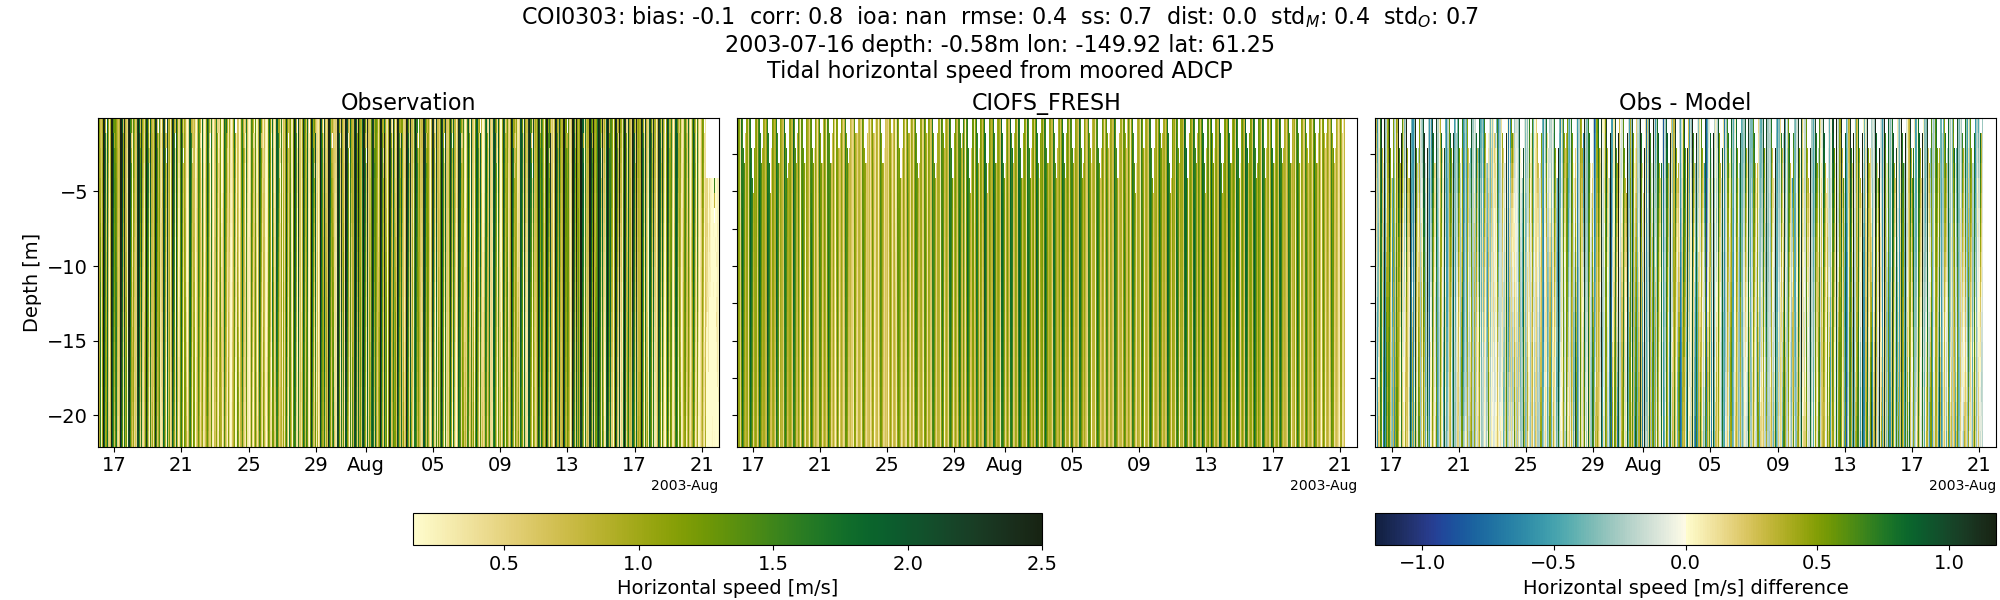 COI0303: bias: -0.1  corr: 0.8  ioa: nan  rmse: 0.4  ss: 0.7  dist: 0.0  std_M: 0.4  std_O: 0.7
2003-07-16 depth: -0.58m lon: -149.92 lat: 61.25
Tidal horizontal speed from moored ADCP
Observation
CIOFS_FRESH
Obs - Model
Depth [m]
−5
−10
−15
−20
17 21 25 29 Aug 05 09 13 17 21
2003-Aug
17 21 25 29 Aug 05 09 13 17 21
2003-Aug
17 21 25 29 Aug 05 09 13 17 21
2003-Aug
0.5 1.0 1.5 2.0 2.5
Horizontal speed [m/s]
−1.0 −0.5 0.0 0.5 1.0
Horizontal speed [m/s] difference